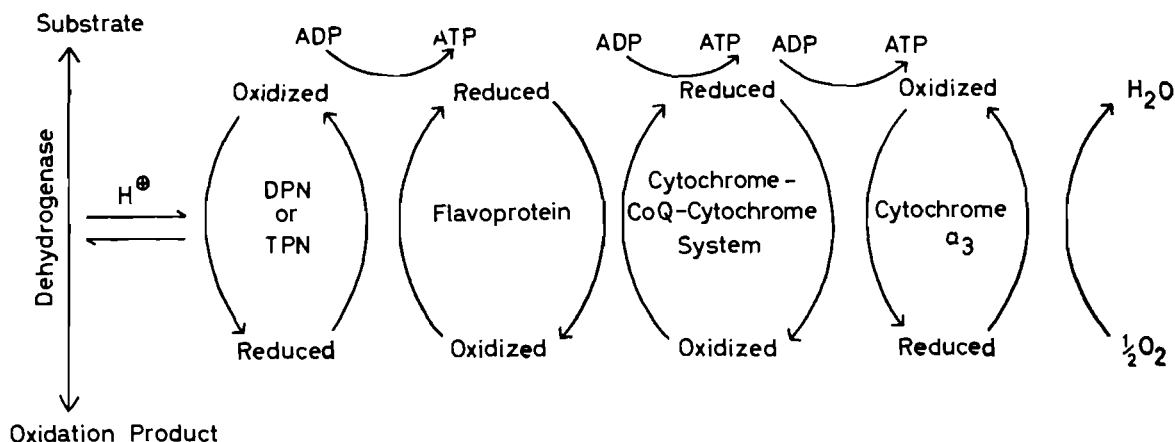 Substrate
ADP ATP ADP ATP ADP ATP
Oxidized Reduced Reduced Oxidized H₂O
Dehydrogenase
H⊕
DPN
or
TPN
Flavoprotein
Cytochrome-
CoQ-Cytochrome
System
Cytochrome
a₃
Reduced Oxidized Oxidized Reduced ½O₂
Oxidation Product